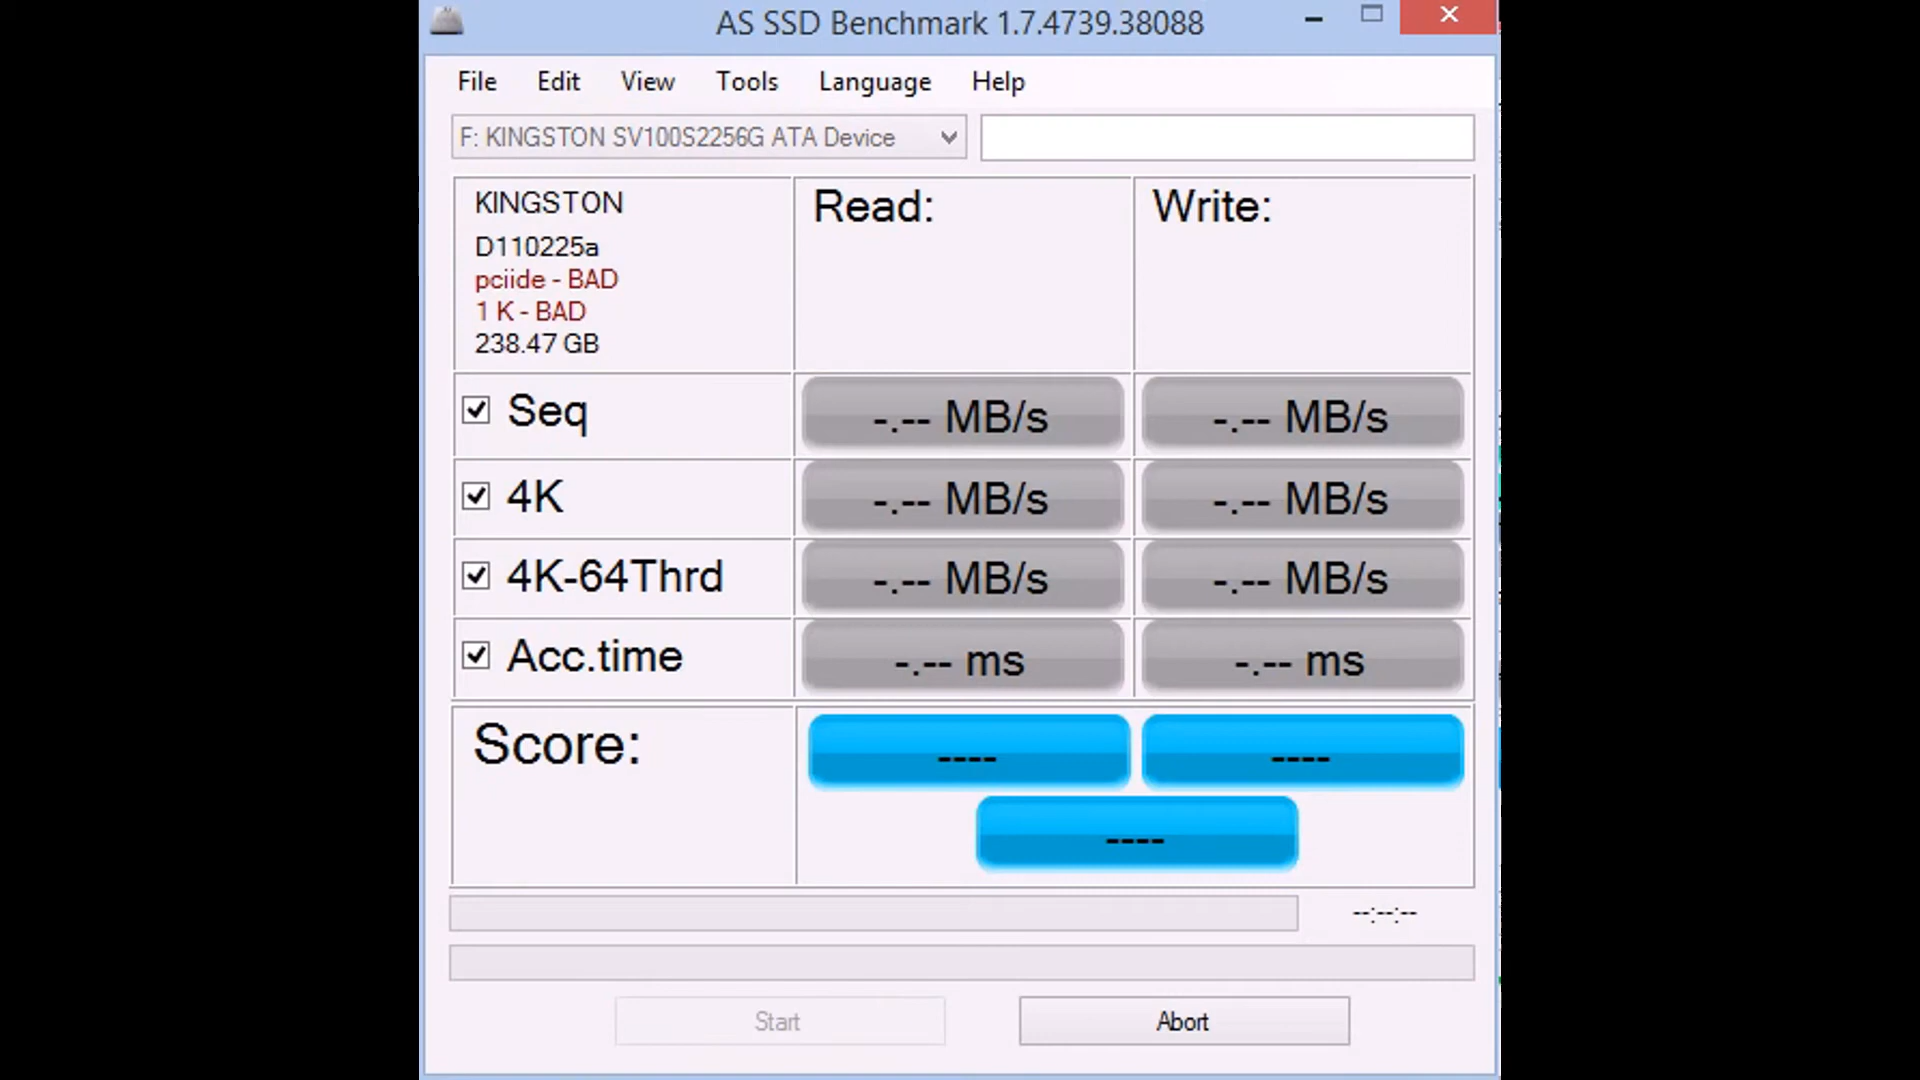 AS SSD Benchmark 1.7.4739.38088
File Edit View Tools Language Help
F: KINGSTON SV100S2256G ATA Device
KINGSTON
D110225a
pciide - BAD
1 K - BAD
238.47 GB
Read: Write:
Seq -.-- MB/s -.-- MB/s
4K -.-- MB/s -.-- MB/s
4K-64Thrd -.-- MB/s -.-- MB/s
Acc.time -.-- ms -.-- ms
Score: ---- ----
----
--:--:--
Start Abort